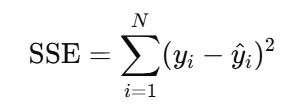 SSE = \sum_{i=1}^{N} (y_i - \hat{y}_i)^2